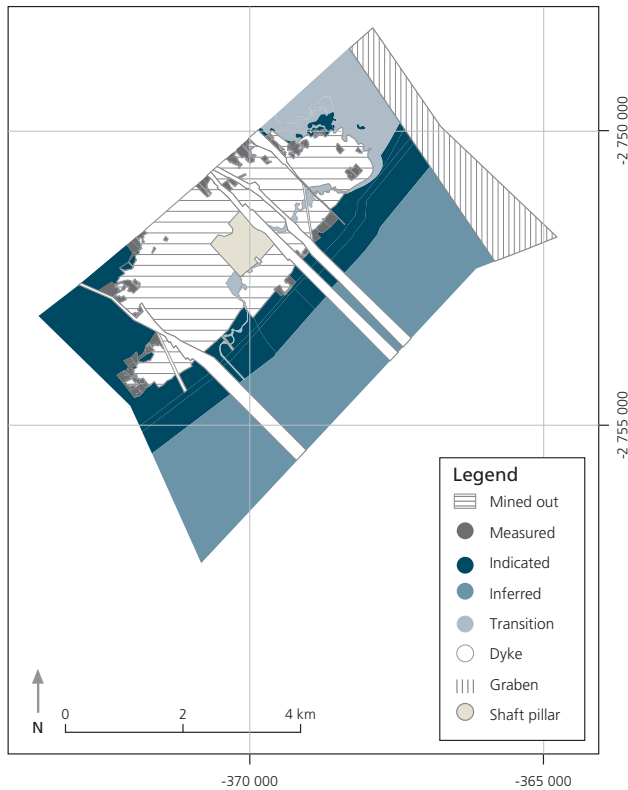 -2 750 000
-2 755 000
Legend
Mined out
Measured
Indicated
Inferred
Transition
Dyke
Graben
Shaft pillar
N
0 2 4 km
-370 000 -365 000